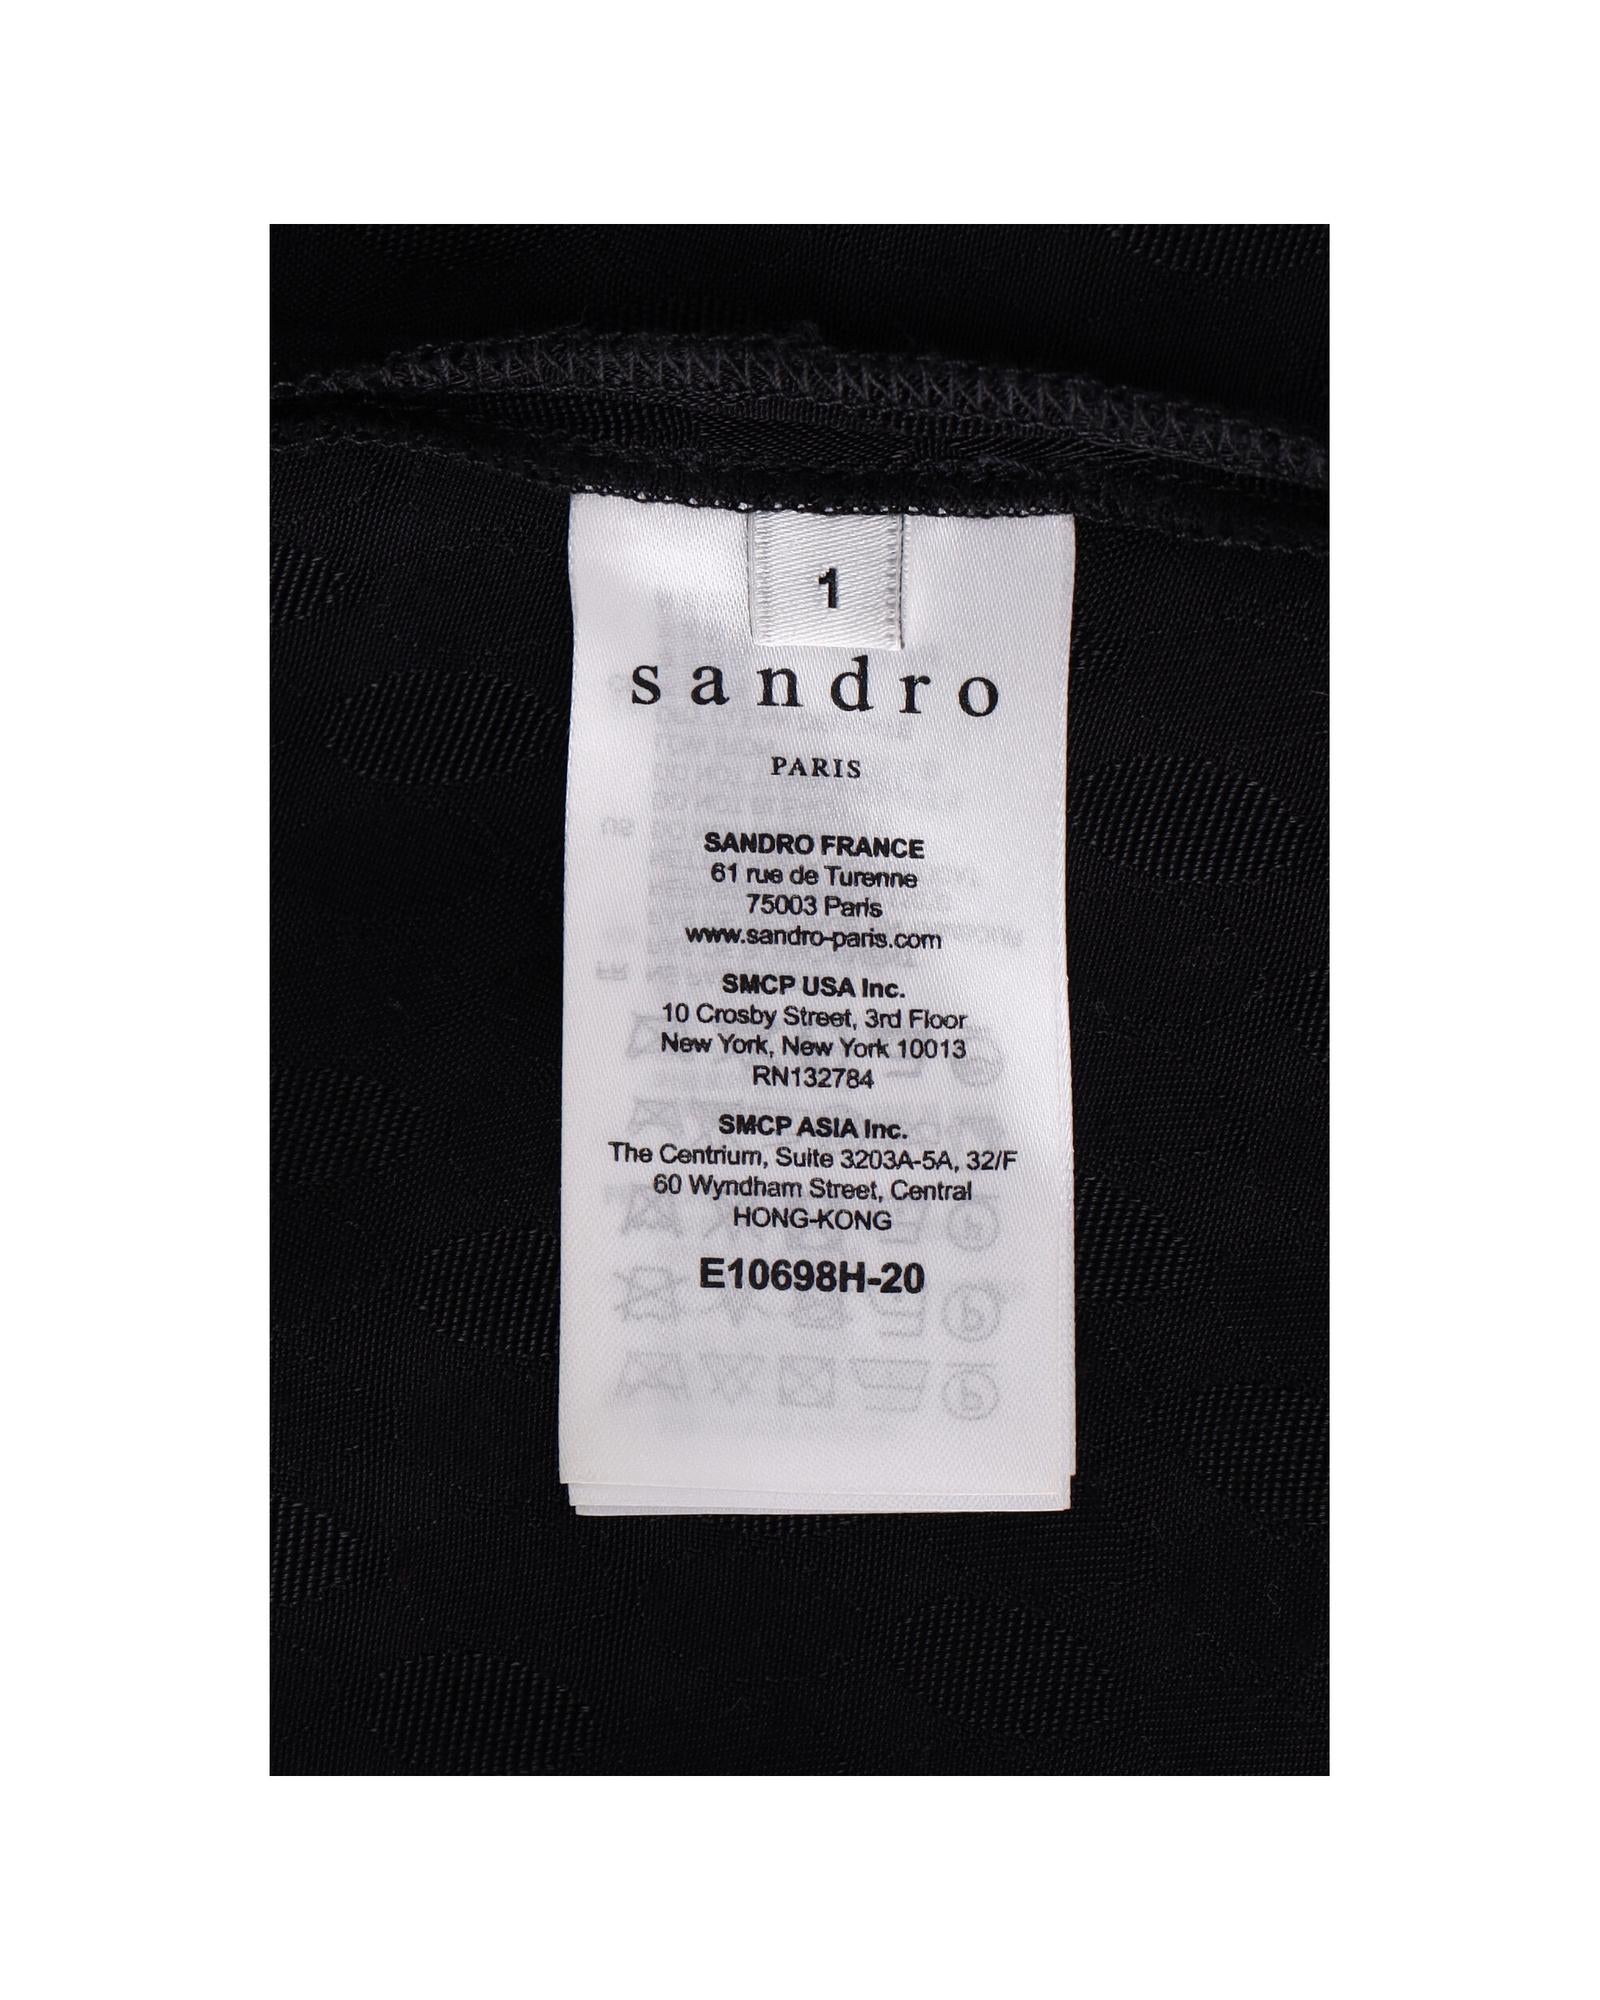 1
sandro
PARIS
SANDRO FRANCE
61 rue de Turenne
75003 Paris
www.sandro-paris.com
SMCP USA Inc.
10 Crosby Street, 3rd Floor
New York, New York 10013
RN132784
SMCP ASIA Inc.
The Centrium, Suite 3203A-5A, 32/F
60 Wyndham Street, Central
HONG-KONG
E10698H-20